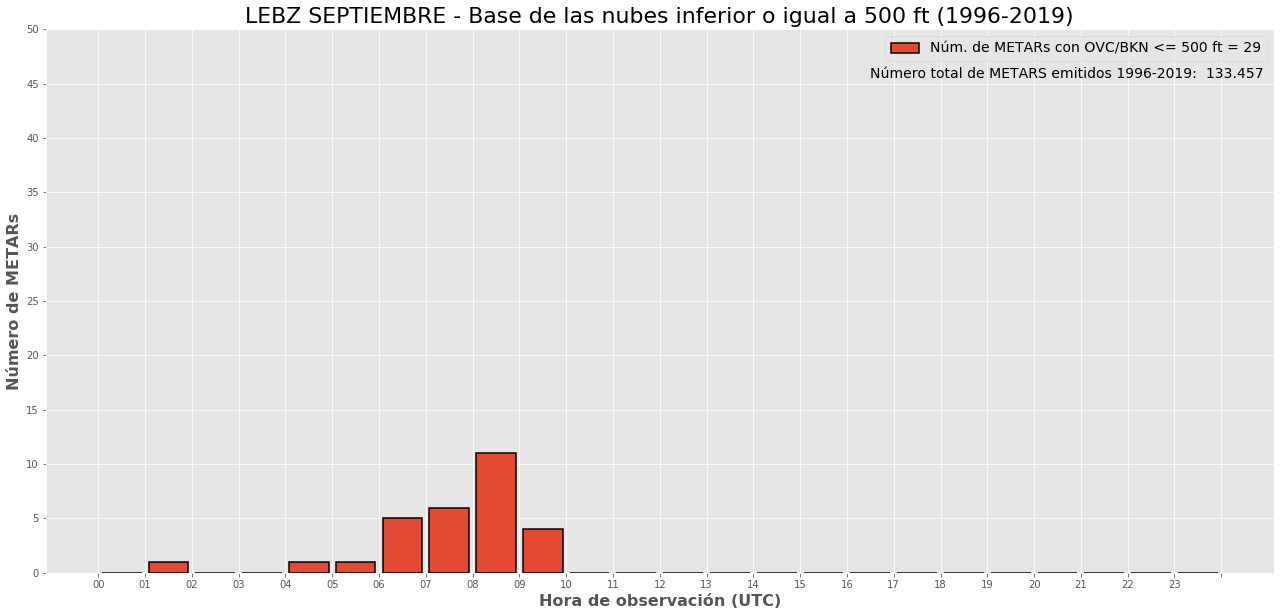 LEBZ SEPTIEMBRE - Base de las nubes inferior o igual a 500 ft (1996-2019)
Núm. de METARs con OVC/BKN <= 500 ft = 29
Número total de METARS emitidos 1996-2019:  133.457
Número de METARs
50
45
40
35
30
25
20
15
10
5
0
00 01 02 03 04 05 06 07 08 09 10 11 12 13 14 15 16 17 18 19 20 21 22 23
Hora de observación (UTC)